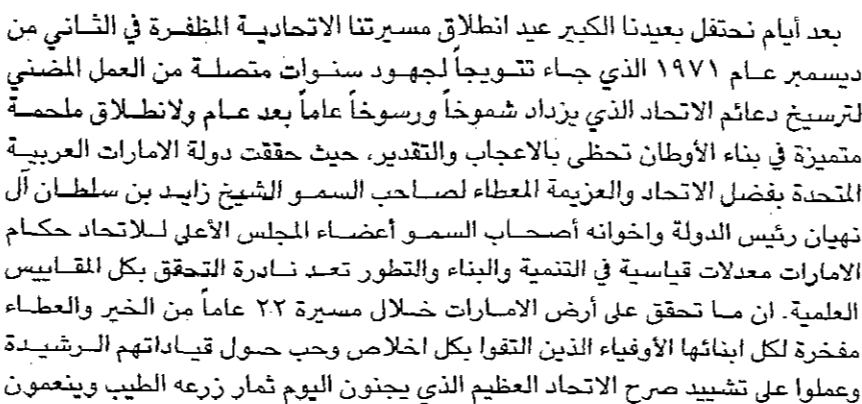 بعد أيام نحتفل بعيدنا الكبير عيد انطلاق مسيرتنا الاتحادية المظفرة في الثاني من
ديسمبر عام ١٩٧١ الذي جاء تتويجاً لجهود سنوات متصلة من العمل المضني
لترسيخ دعائم الاتحاد الذي يزداد شموخاً ورسوخاً عاماً بعد عام ولانطلاق ملحمة
متميزة في بناء الأوطان تحظى بالاعجاب والتقدير، حيث حققت دولة الامارات العربية
المتحدة بفضل الاتحاد والعزيمة المعطاء لصاحب السمو الشيخ زايد بن سلطان آل
نهيان رئيس الدولة واخوانه أصحاب السمو أعضاء المجلس الأعلى للاتحاد حكام
الامارات معدلات قياسية في التنمية والبناء والتطور تعد نادرة التحقق بكل المقاييس
العلمية. ان ما تحقق على أرض الامارات خلال مسيرة ٢٢ عاماً من الخير والعطاء
مفخرة لكل ابنائها الأوفياء الذين التقوا بكل اخلاص وحب حول قياداتهم الرشيدة
وعملوا على تشييد صرح الاتحاد العظيم الذي يجنون اليوم ثمار زرعه الطيب وينعمون